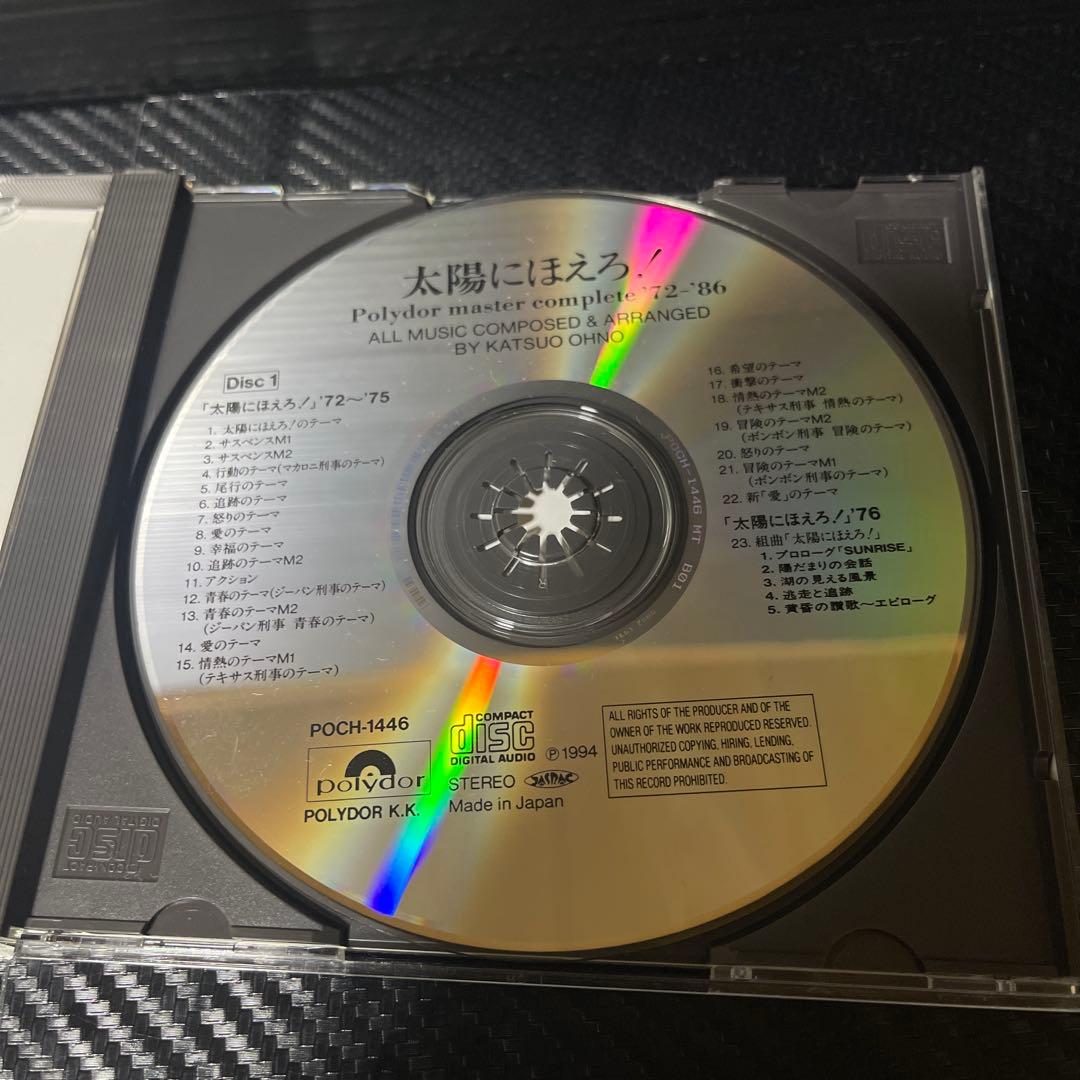 太陽にほえろ!
Polydor master complete '72-'86
ALL MUSIC COMPOSED & ARRANGED
BY KATSUO OHNO
Disc 1
「太陽にほえろ!」'72〜'75
1. 太陽にほえろ!のテーマ
2. サスペンスM1
3. サスペンスM2
4. 行動のテーマ(マカロニ刑事のテーマ)
5. 尾行のテーマ
6. 追跡のテーマ
7. 怒りのテーマ
8. 愛のテーマ
9. 幸福のテーマ
10. 追跡のテーマM2
11. アクション
12. 青春のテーマ(ジーパン刑事のテーマ)
13. 青春のテーマM2
(ジーパン刑事 青春のテーマ)
14. 愛のテーマ
15. 情熱のテーマM1
(テキサス刑事のテーマ)
16. 希望のテーマ
17. 衝撃のテーマ
18. 情熱のテーマM2
(テキサス刑事 情熱のテーマ)
19. 冒険のテーマM2
(ボンボン刑事 冒険のテーマ)
20. 怒りのテーマ
21. 冒険のテーマM1
(ボンボン刑事のテーマ)
22. 新「愛」のテーマ
「太陽にほえろ!」'76
23. 組曲「太陽にほえろ!」
1. プロローグ「SUNRISE」
2. 陽だまりの会話
3. 湖の見える風景
4. 逃走と追跡
5. 黄昏の讃歌〜エピローグ
POCH-1446 MT B01
POCH-1446
polydor
POLYDOR K.K.
COMPACT
disc
DIGITAL AUDIO
STEREO
JASRAC
Ⓟ 1994
Made in Japan
ALL RIGHTS OF THE PRODUCER AND OF THE
OWNER OF THE WORK REPRODUCED RESERVED.
UNAUTHORIZED COPYING, HIRING, LENDING,
PUBLIC PERFORMANCE AND BROADCASTING OF
THIS RECORD PROHIBITED.
COMPACT
disc
DIGITAL AUDIO